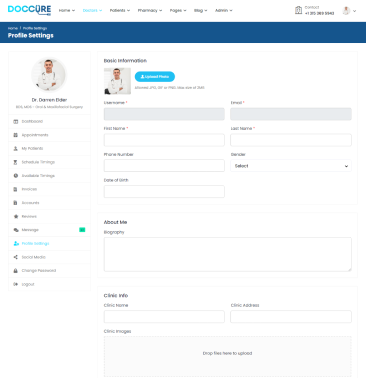 DOCCURE
Home Doctors Patients Pharmacy Pages Blog Admin
Contact
+1 315 369 5943
Home / Profile Settings
Profile Settings
Dr. Darren Elder
BDS, MDS - Oral & Maxillofacial Surgery
Dashboard
Appointments
My Patients
Schedule Timings
Available Timings
Invoices
Accounts
Reviews
Message
Profile Settings
Social Media
Change Password
Logout
Basic Information
Upload Photo
Allowed JPG, GIF or PNG. Max size of 2MB
Username *
Email *
First Name *
Last Name *
Phone Number
Gender
Select
Date of Birth
About Me
Biography
Clinic Info
Clinic Name
Clinic Address
Clinic Images
Drop files here to upload